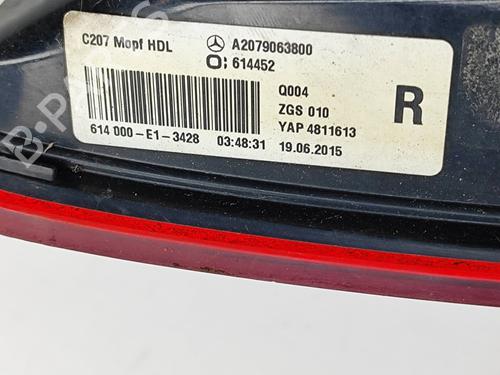 C207 Mopf HDL A2079063800
O: 614452
Q004
ZGS 010
YAP 4811613
R
614 000-E1-3428 03:48:31 19.06.2015